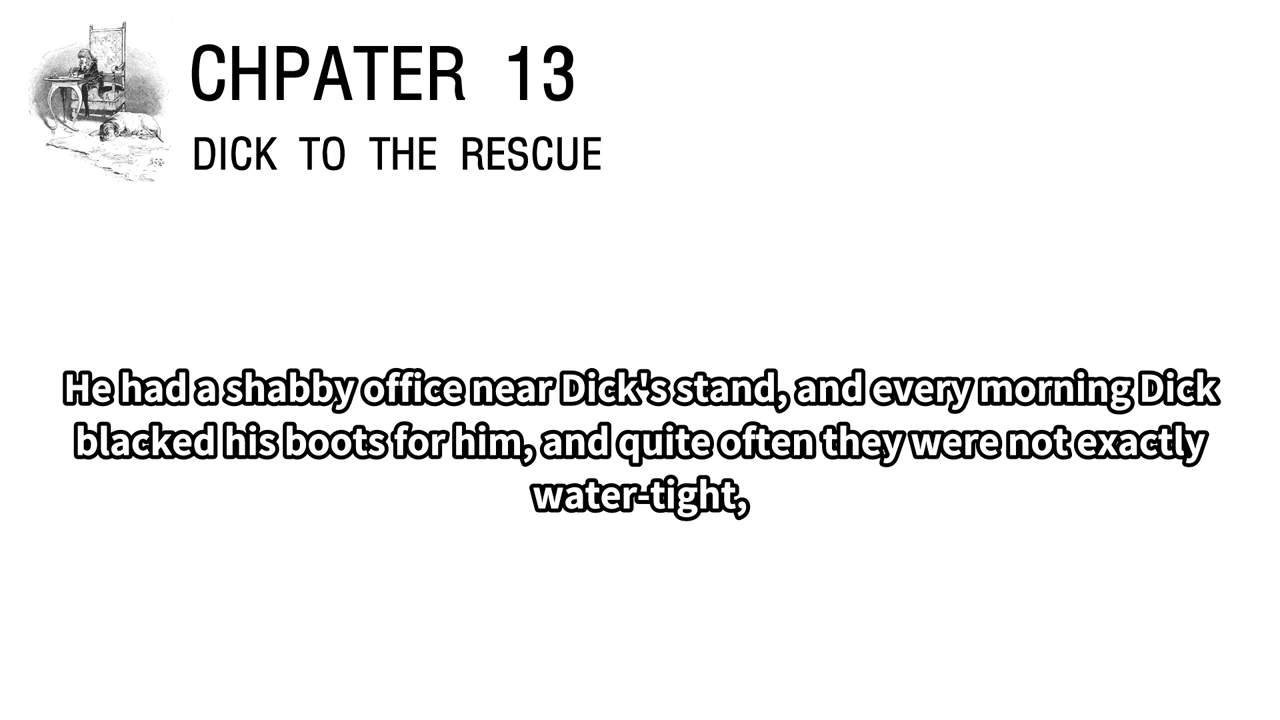 CHPATER 13
DICK TO THE RESCUE
He had a shabby office near Dick's stand, and every morning Dick
blacked his boots for him, and quite often they were not exactly
water-tight,